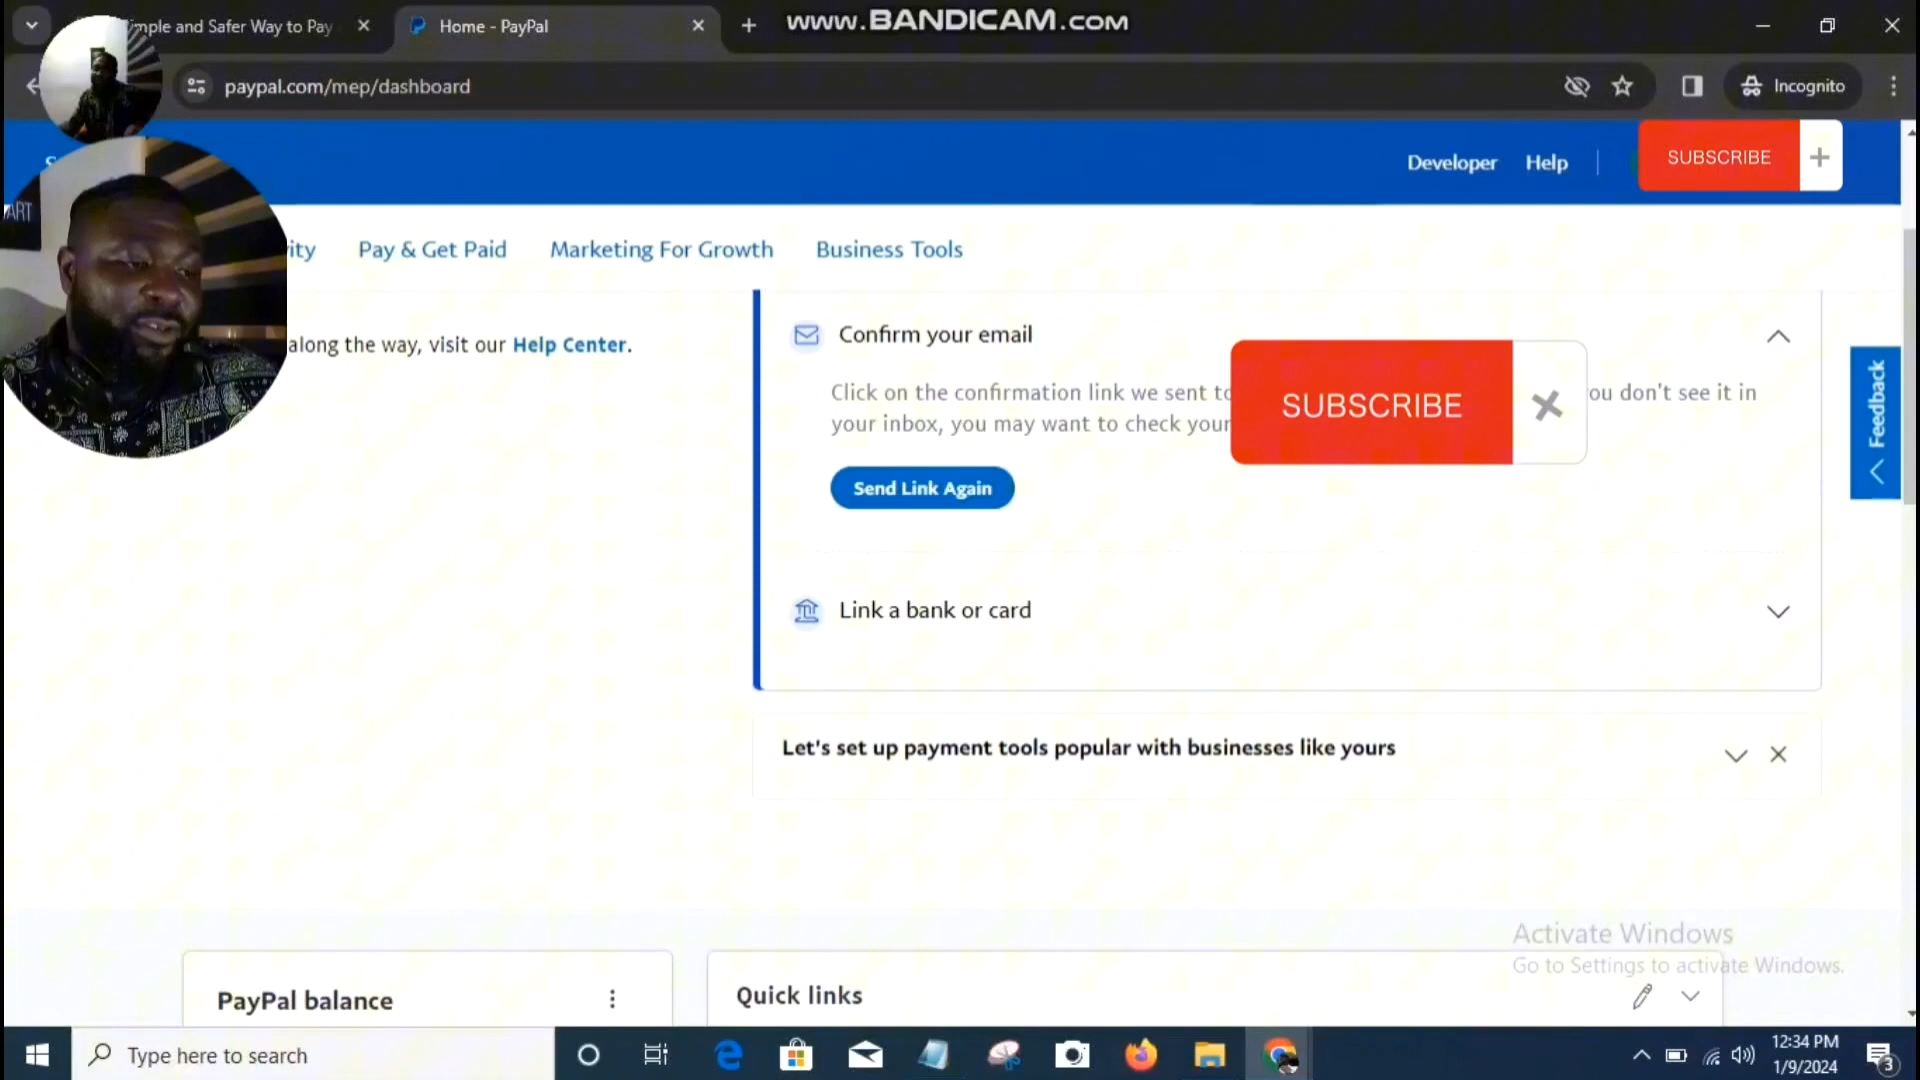 imple and Safer Way to Pay
Home - PayPal
www.BANDICAM.com
paypal.com/mep/dashboard
Incognito
Developer
Help
SUBSCRIBE
ART
ity
Pay & Get Paid
Marketing For Growth
Business Tools
along the way, visit our Help Center.
Confirm your email
Click on the confirmation link we sent to
ou don't see it in
your inbox, you may want to check your
SUBSCRIBE
Send Link Again
Feedback
Link a bank or card
Let's set up payment tools popular with businesses like yours
Activate Windows
Go to Settings to activate Windows.
PayPal balance
Quick links
Type here to search
12:34 PM
1/9/2024
3